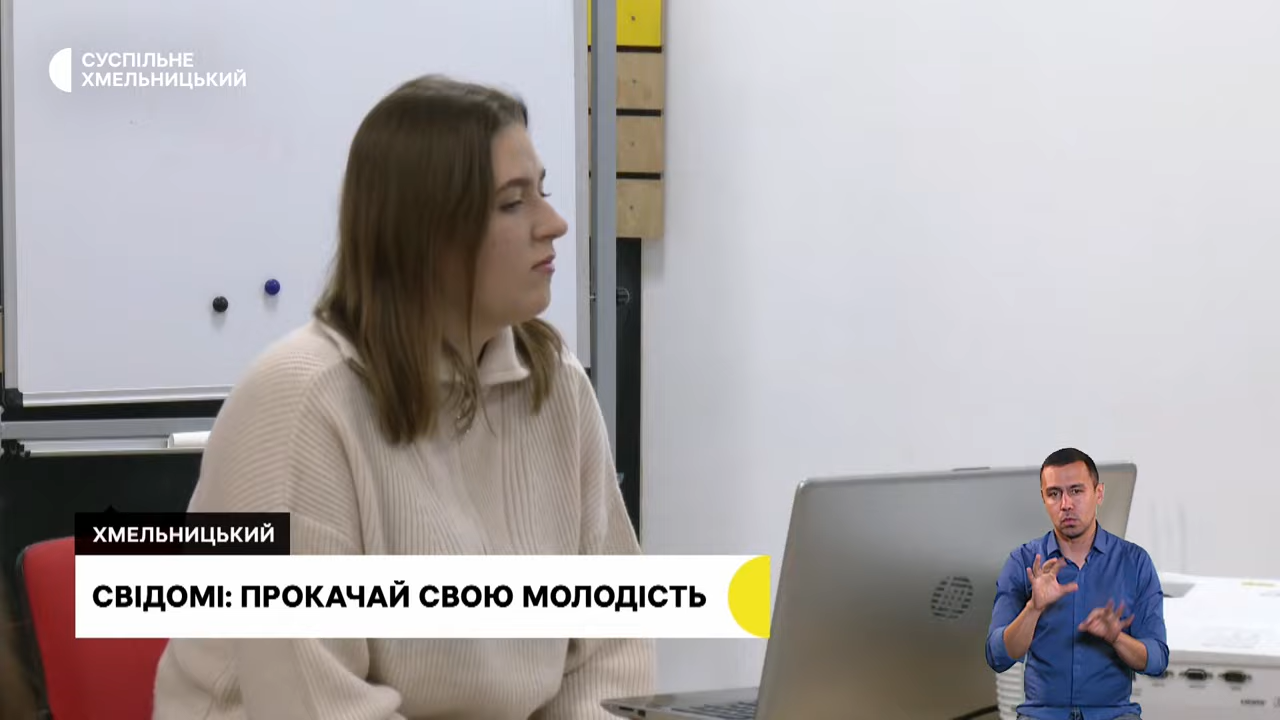 СУСПІЛЬНЕ
ХМЕЛЬНИЦЬКИЙ
ХМЕЛЬНИЦЬКИЙ
СВІДОМІ: ПРОКАЧАЙ СВОЮ МОЛОДІСТЬ